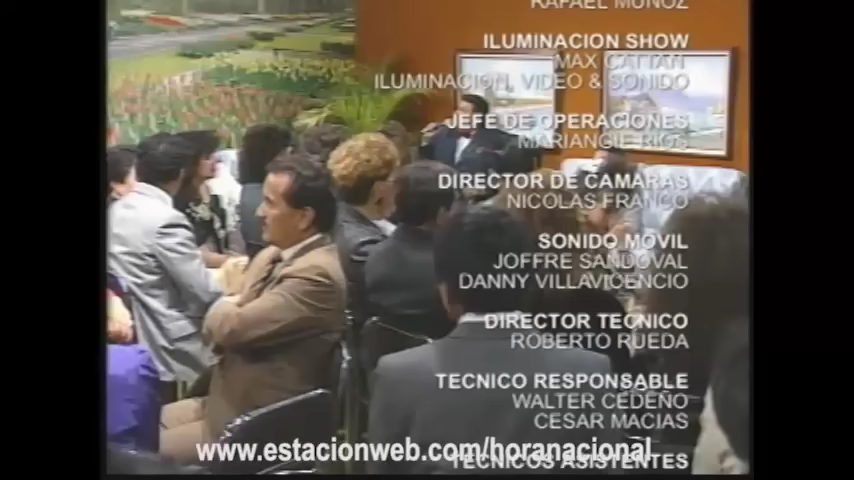 RAFAEL MUÑOZ
ILUMINACION SHOW
MAX CATTAN
ILUMINACION, VIDEO & SONIDO
JEFE DE OPERACIONES
MARIANGIE RIOS
DIRECTOR DE CAMARAS
NICOLAS FRANCO
SONIDO MOVIL
JOFFRE SANDOVAL
DANNY VILLAVICENCIO
DIRECTOR TECNICO
ROBERTO RUEDA
TECNICO RESPONSABLE
WALTER CEDEÑO
CESAR MACIAS
www.estacionweb.com/horanacional
TECNICOS ASISTENTES